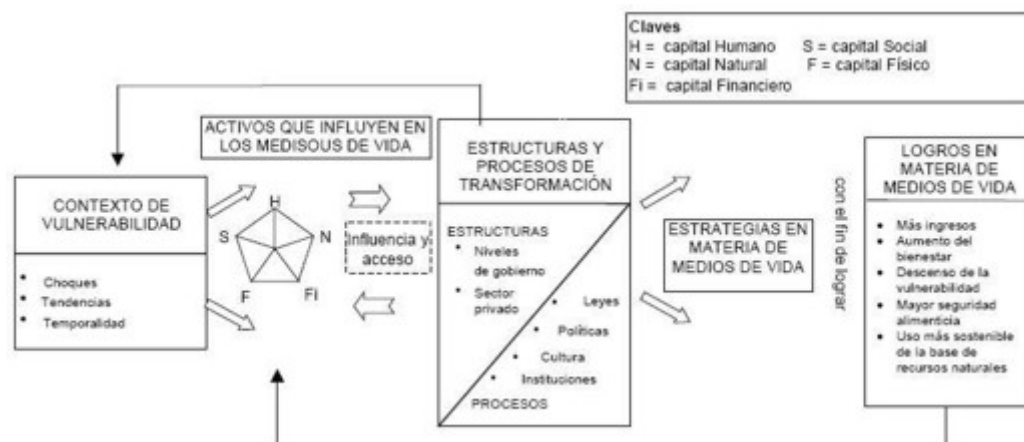 Claves
H = capital Humano S = capital Social
N = capital Natural F = capital Físico
Fi = capital Financiero
ACTIVOS QUE INFLUYEN EN
LOS MEDISOUS DE VIDA
CONTEXTO DE
VULNERABILIDAD
• Choques
• Tendencias
• Temporalidad
H
S
N
F
Fi
Influencia y
acceso
ESTRUCTURAS Y
PROCESOS DE
TRANSFORMACIÓN
ESTRUCTURAS
• Niveles
de gobierno
• Sector
privado
• Leyes
• Políticas
• Cultura
• Instituciones
PROCESOS
ESTRATEGIAS EN
MATERIA DE
MEDIOS DE VIDA
con el fin de lograr
LOGROS EN
MATERIA DE
MEDIOS DE VIDA
• Más ingresos
• Aumento del
bienestar
• Descenso de la
vulnerabilidad
• Mayor seguridad
alimenticia
• Uso más sostenible
de la base de
recursos naturales